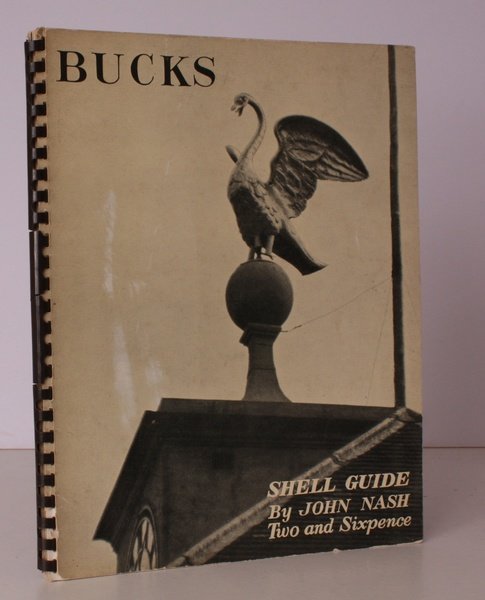 BUCKS
SHELL GUIDE
By JOHN NASH
Two and Sixpence